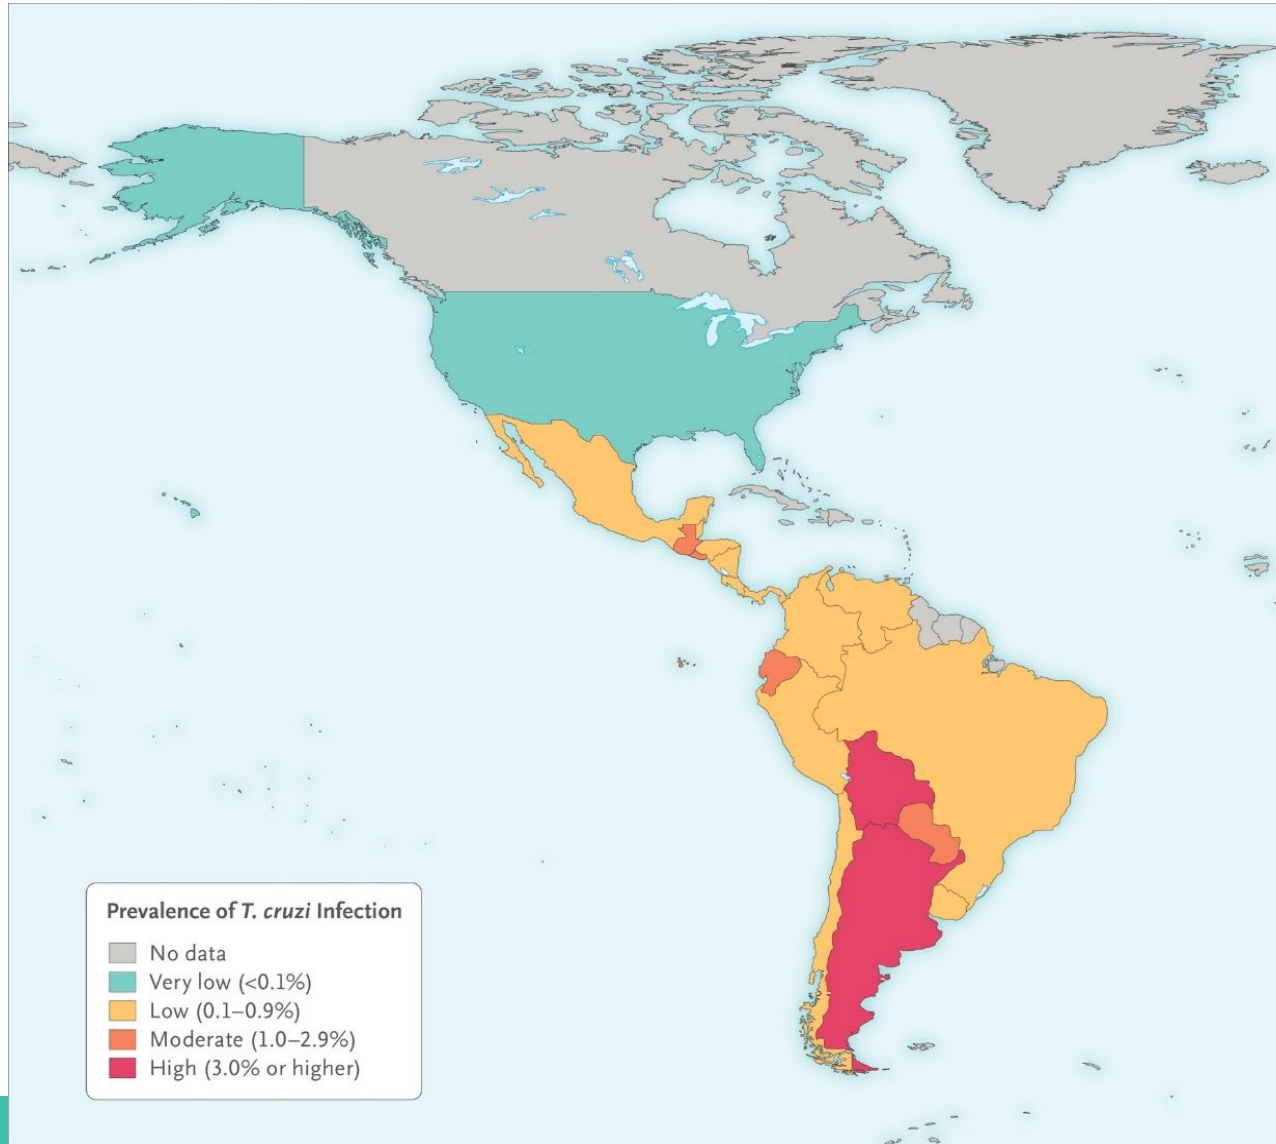 Prevalence of T. cruzi Infection
No data
Very low (<0.1%)
Low (0.1–0.9%)
Moderate (1.0–2.9%)
High (3.0% or higher)